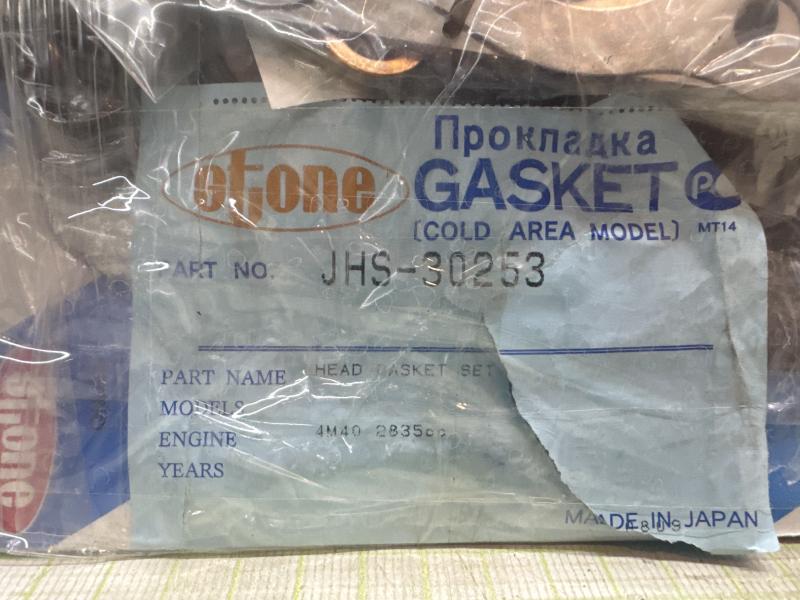 Прокладка
otone GASKET
(COLD AREA MODEL) MT14
PART NO. JHS-30253
PART NAME HEAD GASKET SET
MODELS
ENGINE 4M40 2835cc
YEARS
MADE IN JAPAN
otone